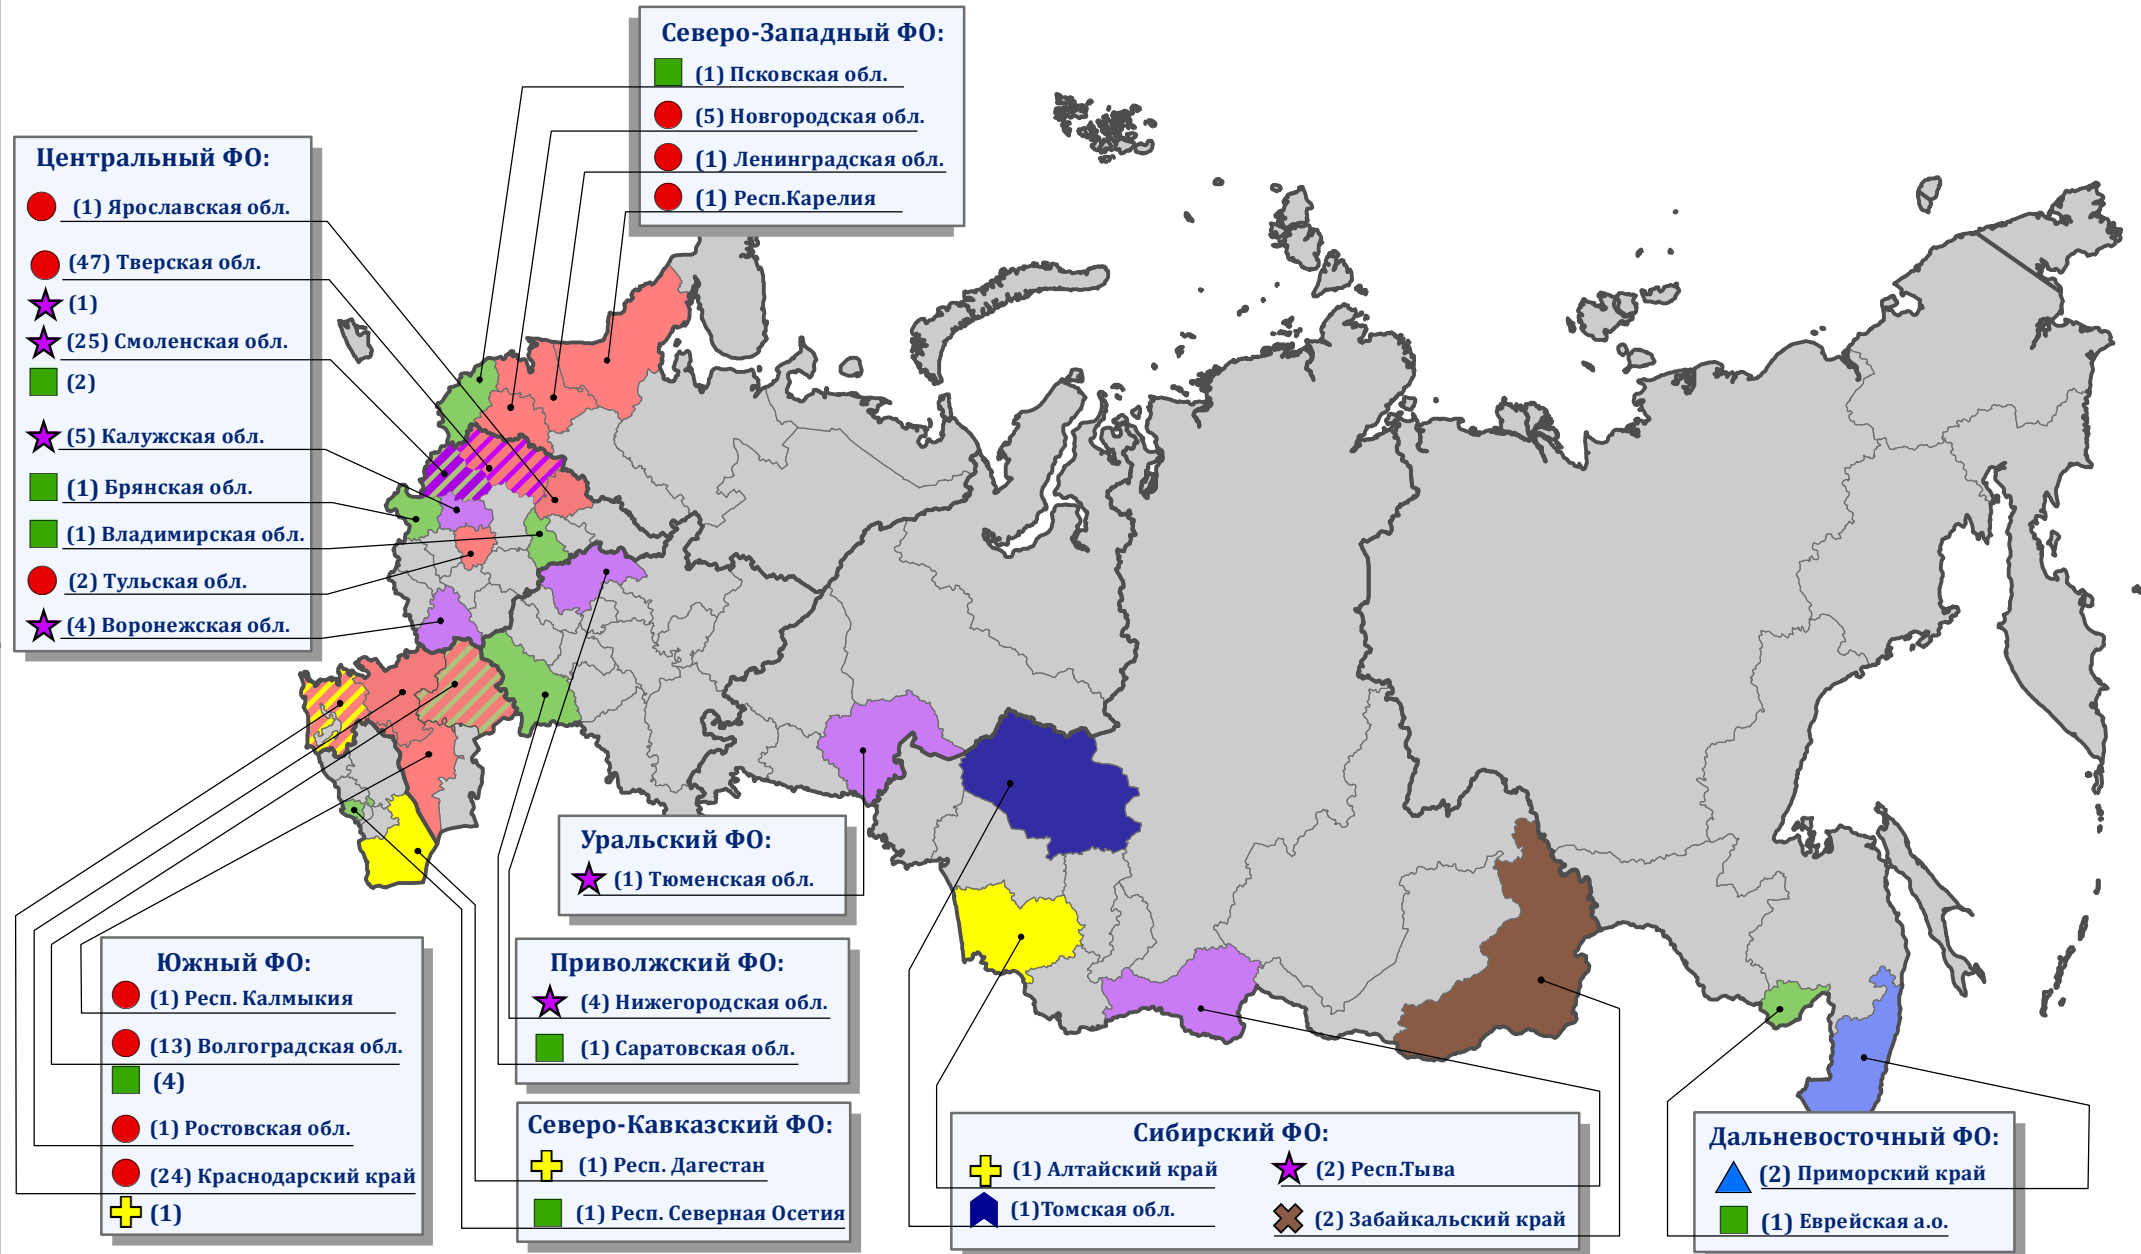 Северо-Западный ФО:
(1) Псковская обл.
(5) Новгородская обл.
(1) Ленинградская обл.
(1) Респ.Карелия
Центральный ФО:
(1) Ярославская обл.
(47) Тверская обл.
(1)
(25) Смоленская обл.
(2)
(5) Калужская обл.
(1) Брянская обл.
(1) Владимирская обл.
(2) Тульская обл.
(4) Воронежская обл.
Уральский ФО:
(1) Тюменская обл.
Южный ФО:
(1) Респ. Калмыкия
(13) Волгоградская обл.
(4)
(1) Ростовская обл.
(24) Краснодарский край
(1)
Приволжский ФО:
(4) Нижегородская обл.
(1) Саратовская обл.
Северо-Кавказский ФО:
(1) Респ. Дагестан
(1) Респ. Северная Осетия
Сибирский ФО:
(1) Алтайский край
(2) Респ.Тыва
(1)Томская обл.
(2) Забайкальский край
Дальневосточный ФО:
(2) Приморский край
(1) Еврейская а.о.